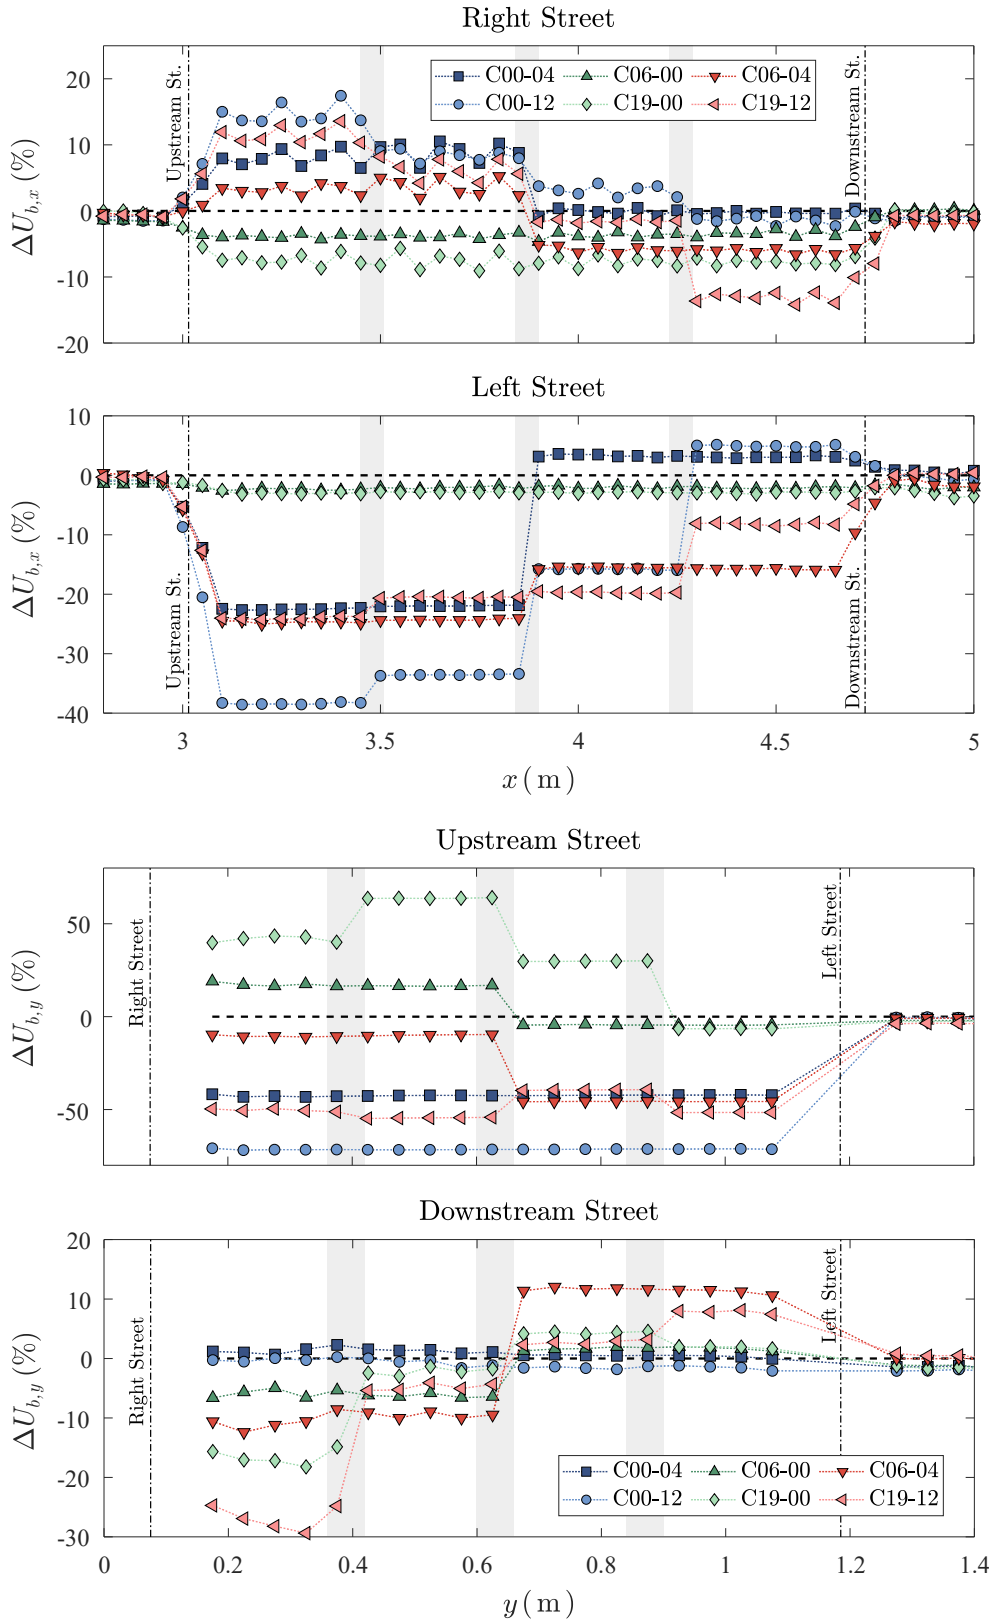 Right Street
20
10
0
-10
-20
ΔU_{b,x} (%)
Upstream St.
Downstream St.
C00-04 C06-00 C06-04
C00-12 C19-00 C19-12
Left Street
10
0
-10
-20
-30
-40
ΔU_{b,x} (%)
Upstream St.
Downstream St.
3 3.5 4 4.5 5
x (m)
Upstream Street
50
0
-50
ΔU_{b,y} (%)
Right Street
Left Street
Downstream Street
20
10
0
-10
-20
-30
ΔU_{b,y} (%)
Right Street
Left Street
C00-04 C06-00 C06-04
C00-12 C19-00 C19-12
0 0.2 0.4 0.6 0.8 1 1.2 1.4
y (m)